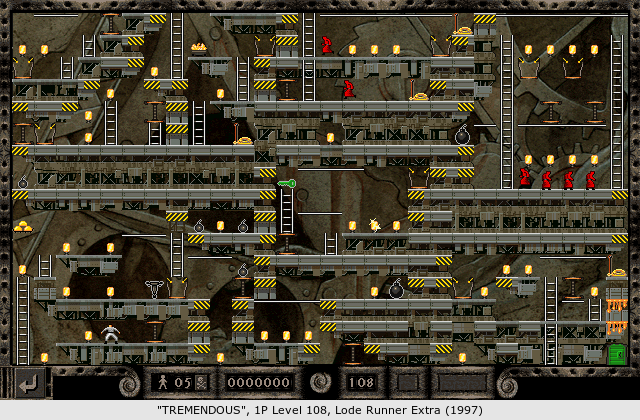 05 0000000 108
"TREMENDOUS", 1P Level 108, Lode Runner Extra (1997)